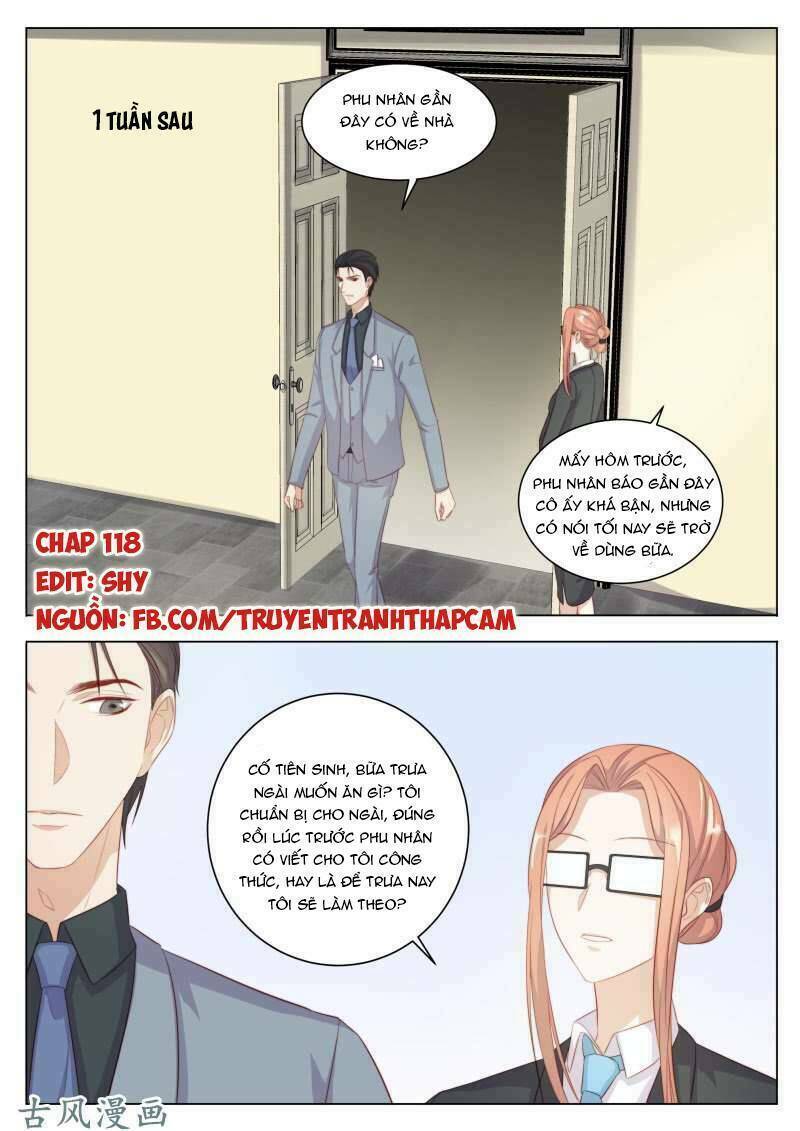 1 TUẦN SAU
PHU NHÂN GẦN
ĐÂY CÓ VỀ NHÀ
KHÔNG?
MẤY HÔM TRƯỚC,
PHU NHÂN BÁO GẦN ĐÂY
CÔ ẤY KHÁ BẬN, NHƯNG
CÓ NÓI TỐI NAY SẼ TRỞ
VỀ DÙNG BỮA.
CHAP 118
EDIT: SHY
NGUỒN: FB.COM/TRUYENTRANHTHAPCAM
CỐ TIÊN SINH, BỮA TRƯA
NGÀI MUỐN ĂN GÌ? TÔI
CHUẨN BỊ CHO NGÀI, ĐÚNG
RỒI LÚC TRƯỚC PHU NHÂN
CÓ VIẾT CHO TÔI CÔNG
THỨC, HAY LÀ ĐỂ TRƯA NAY
TÔI SẼ LÀM THEO?
古风漫画